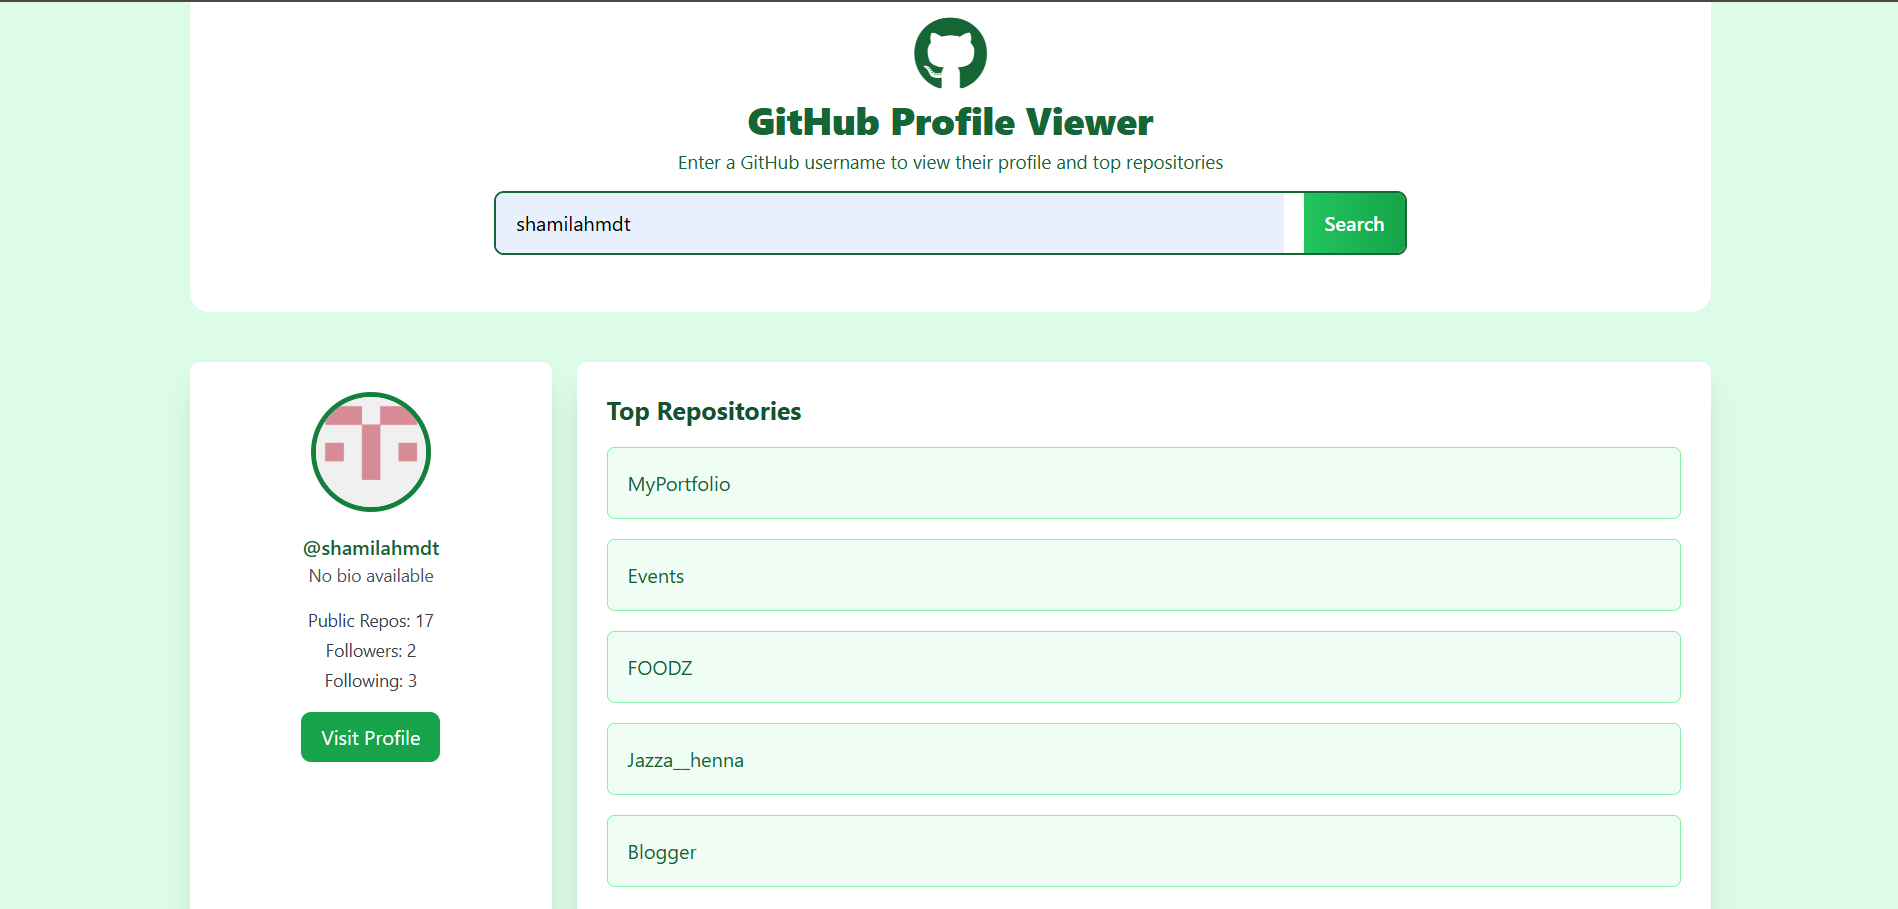 GitHub Profile Viewer
Enter a GitHub username to view their profile and top repositories
shamilahmdt
Search
@shamilahmdt
No bio available
Public Repos: 17
Followers: 2
Following: 3
Visit Profile
Top Repositories
MyPortfolio
Events
FOODZ
Jazza__henna
Blogger